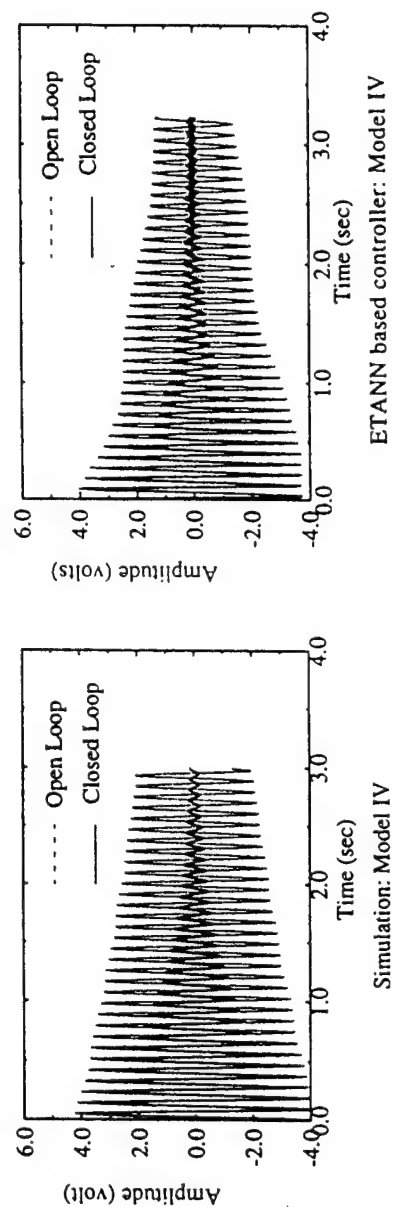 6.0
4.0
2.0
0.0
-2.0
-4.0
Amplitude (volt)
Open Loop
Closed Loop
0.0
1.0
2.0
3.0
4.0
Time (sec)
Simulation: Model IV
6.0
4.0
2.0
0.0
-2.0
-4.0
Amplitude (volts)
Open Loop
Closed Loop
0.0
1.0
2.0
3.0
4.0
Time (sec)
ETANN based controller: Model IV